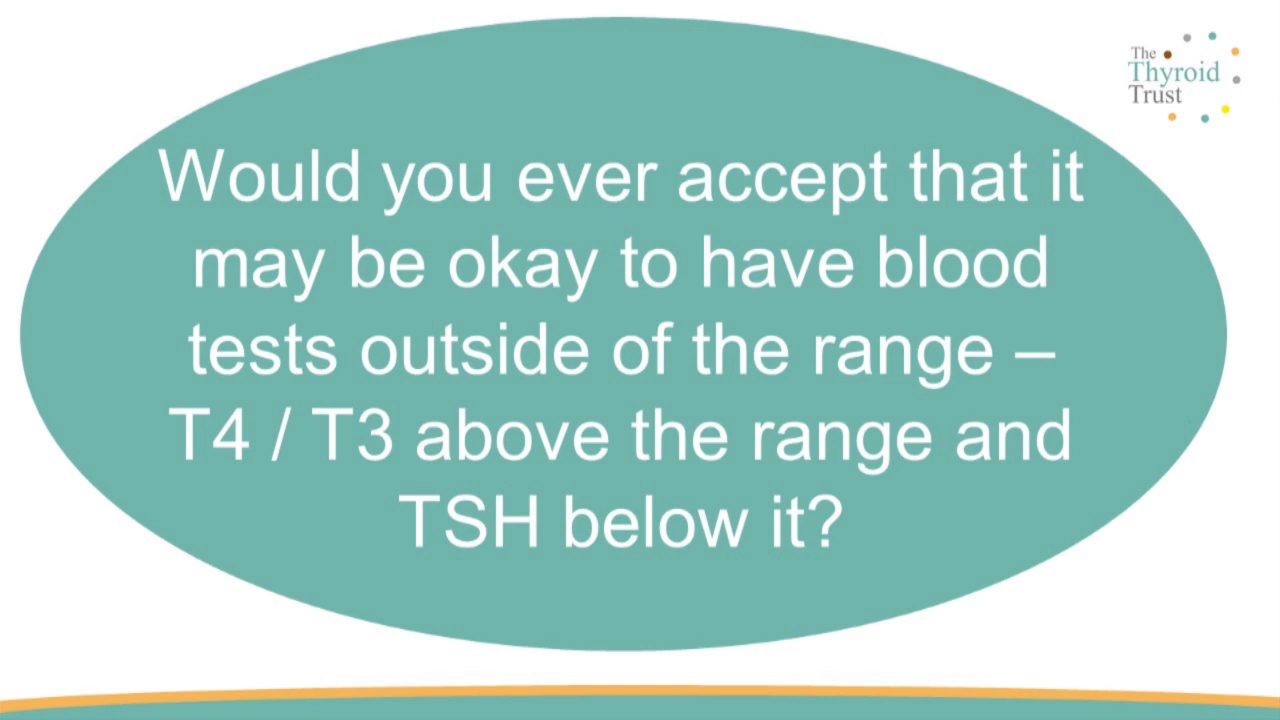 The
Thyroid
Trust
Would you ever accept that it
may be okay to have blood
tests outside of the range –
T4 / T3 above the range and
TSH below it?